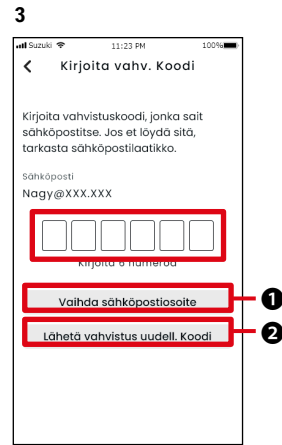 3
Suzuki 11:23 PM 100%
Kirjoita vahv. Koodi
Kirjoita vahvistuskoodi, jonka sait
sähköpostitse. Jos et löydä sitä,
tarkasta sähköpostilaatikko.
Sähköposti
Nagy@XXX.XXX
Kirjoita 6 numeroa
Vaihda sähköpostiosoite
1
Lähetä vahvistus uudell. Koodi
2